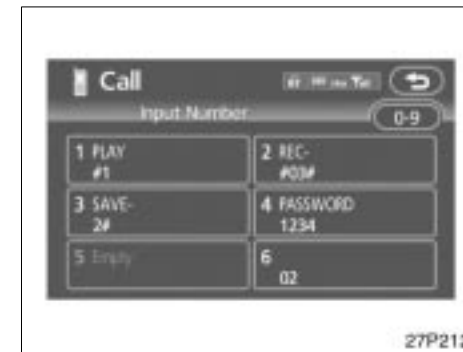 Call
Input Number
0-9
1 PLAY
#1
2 REC-
#03#
3 SAVE-
2#
4 PASSWORD
1234
5 Empty
6
02
27P212